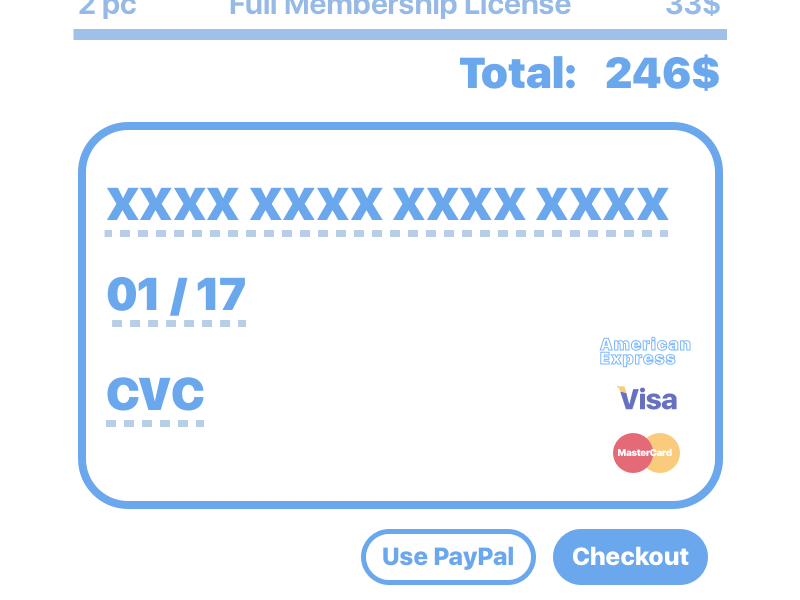 2 pc Full Membership License 33$
Total: 246$
XXXX XXXX XXXX XXXX
01 / 17
CVC
American
Express
Visa
MasterCard
Use PayPal Checkout